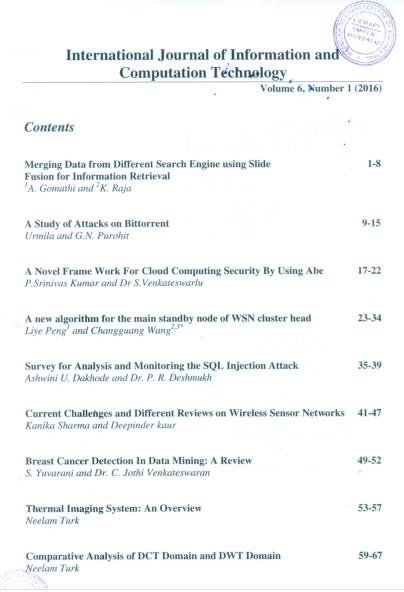 LIBRARY
International Journal of Information and
Computation Technology
Volume 6, Number 1 (2016)
Contents
Merging Data from Different Search Engine using Slide 1-8
Fusion for Information Retrieval
1A. Gomathi and 2K. Raja
A Study of Attacks on Bittorrent 9-15
Urmila and G.N. Purohit
A Novel Frame Work For Cloud Computing Security By Using Abe 17-22
P.Srinivas Kumar and Dr S.Venkateswarlu
A new algorithm for the main standby node of WSN cluster head 23-34
Liye Peng1 and Changguang Wang2,3*
Survey for Analysis and Monitoring the SQL Injection Attack 35-39
Ashwini U. Dakhode and Dr. P. R. Deshmukh
Current Challenges and Different Reviews on Wireless Sensor Networks 41-47
Kanika Sharma and Deepinder kaur
Breast Cancer Detection In Data Mining: A Review 49-52
S. Yuvarani and Dr. C. Jothi Venkateswaran
Thermal Imaging System: An Overview 53-57
Neelam Turk
Comparative Analysis of DCT Domain and DWT Domain 59-67
Neelam Turk